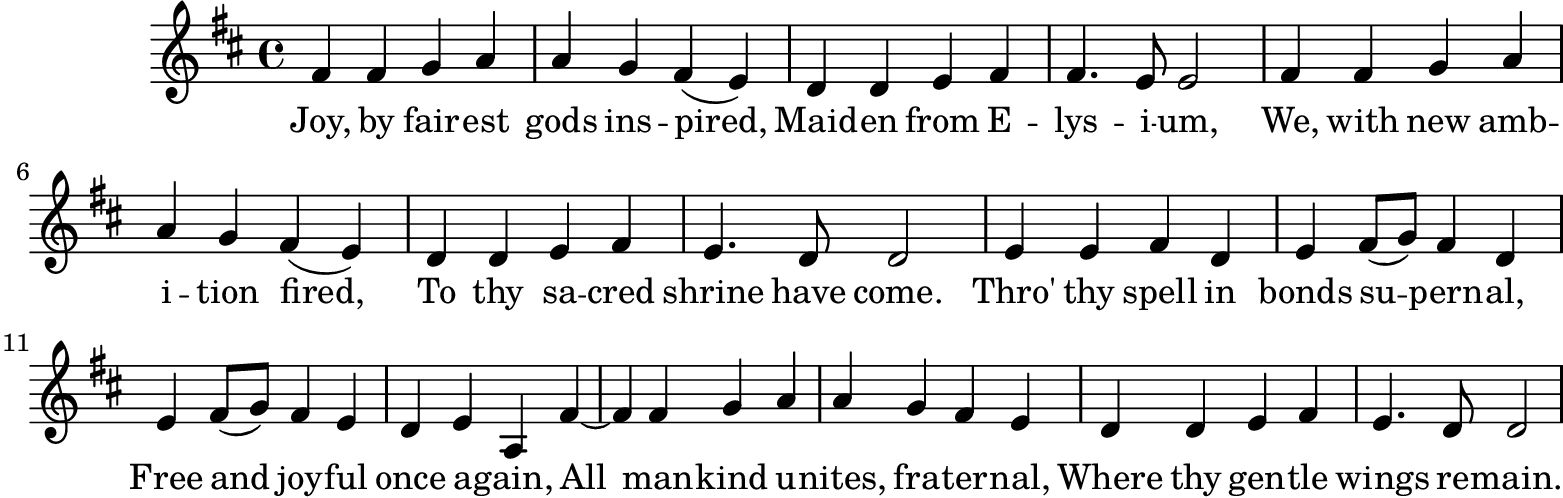 Joy, by fairest gods ins -- pired, Maiden from E -- lys -- i -- um, We, with new amb --
6
i -- tion fired, To thy sa -- cred shrine have come. Thro' thy spell in bonds su -- pernal,
11
Free and joyful once again, All mankind unites, fraternal, Where thy gentle wings remain.